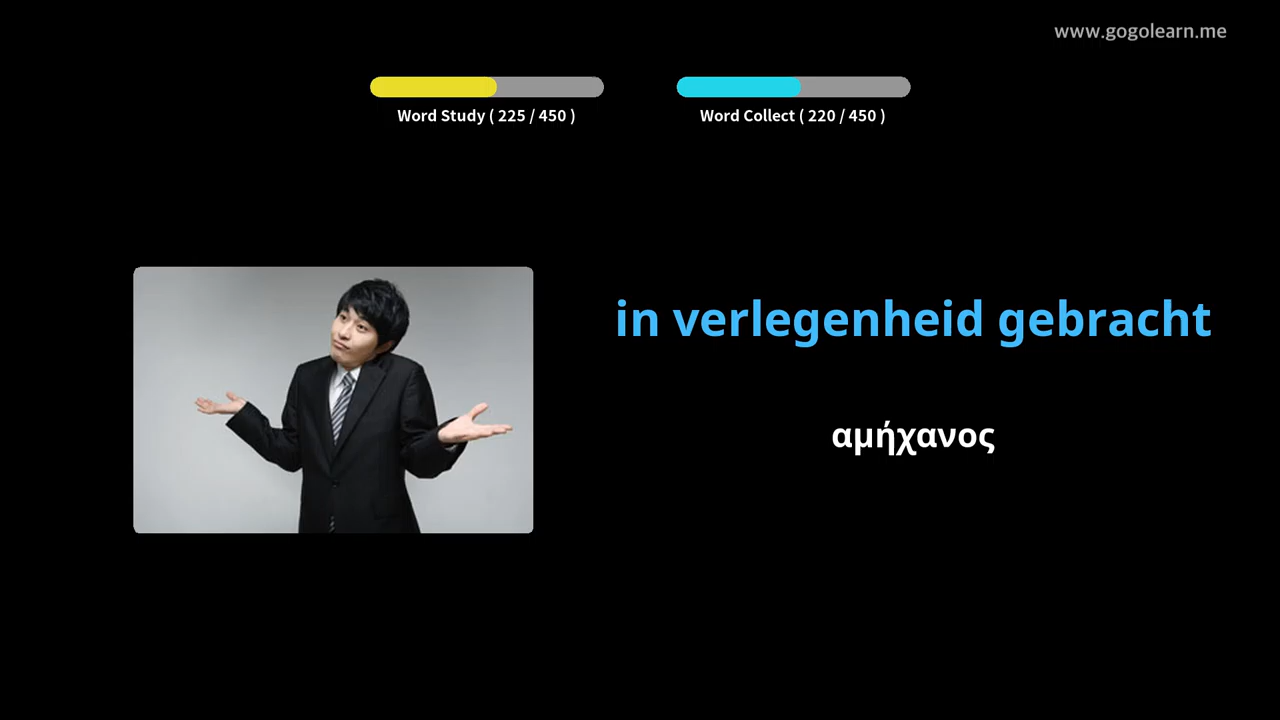 www.gogolearn.me
Word Study ( 225 / 450 )
Word Collect ( 220 / 450 )
in verlegenheid gebracht
αμήχανος